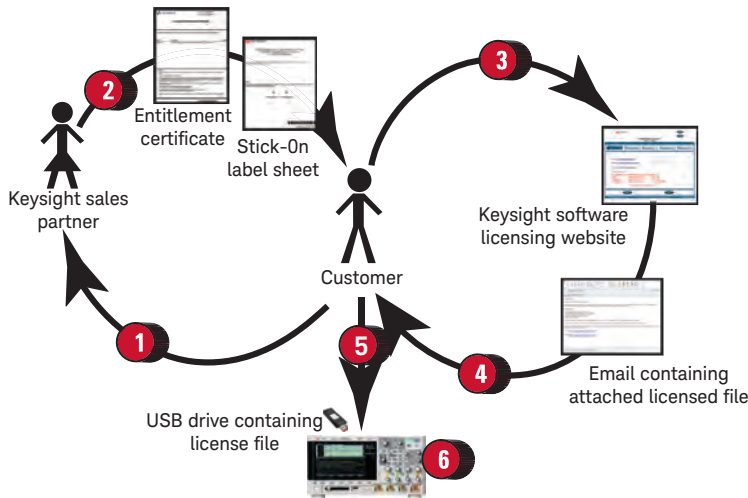 2
3
Entitlement
certificate
Stick-On
label sheet
Keysight sales
partner
Keysight software
licensing website
Customer
1
5
4
Email containing
attached licensed file
USB drive containing
license file
6